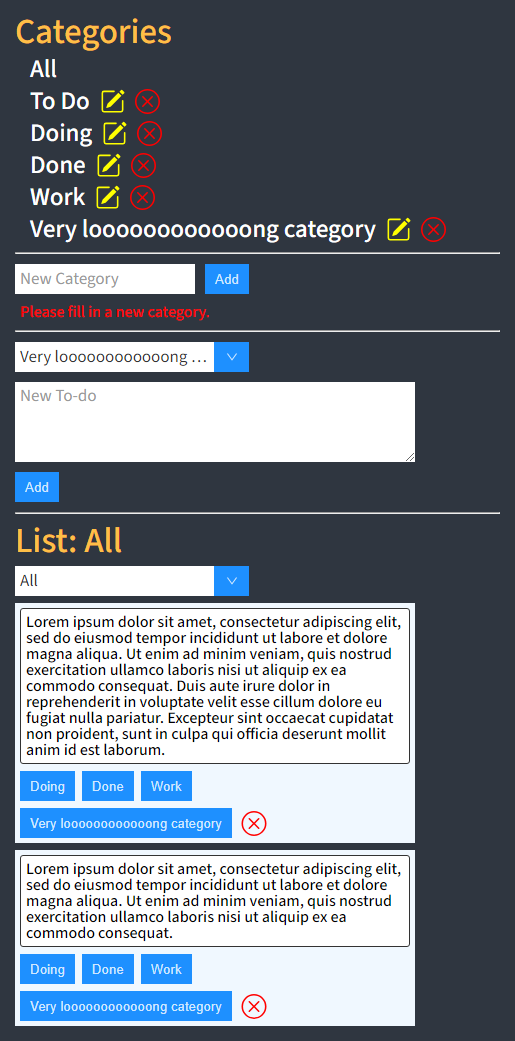 Categories
All
To Do
Doing
Done
Work
Very loooooooooooong category
New Category
Add
Please fill in a new category.
Very loooooooooooong ...
New To-do
Add
List: All
All
Lorem ipsum dolor sit amet, consectetur adipiscing elit,
sed do eiusmod tempor incididunt ut labore et dolore
magna aliqua. Ut enim ad minim veniam, quis nostrud
exercitation ullamco laboris nisi ut aliquip ex ea
commodo consequat. Duis aute irure dolor in
reprehenderit in voluptate velit esse cillum dolore eu
fugiat nulla pariatur. Excepteur sint occaecat cupidatat
non proident, sunt in culpa qui officia deserunt mollit
anim id est laborum.
Doing Done Work
Very loooooooooooong category
Lorem ipsum dolor sit amet, consectetur adipiscing elit,
sed do eiusmod tempor incididunt ut labore et dolore
magna aliqua. Ut enim ad minim veniam, quis nostrud
exercitation ullamco laboris nisi ut aliquip ex ea
commodo consequat.
Doing Done Work
Very loooooooooooong category